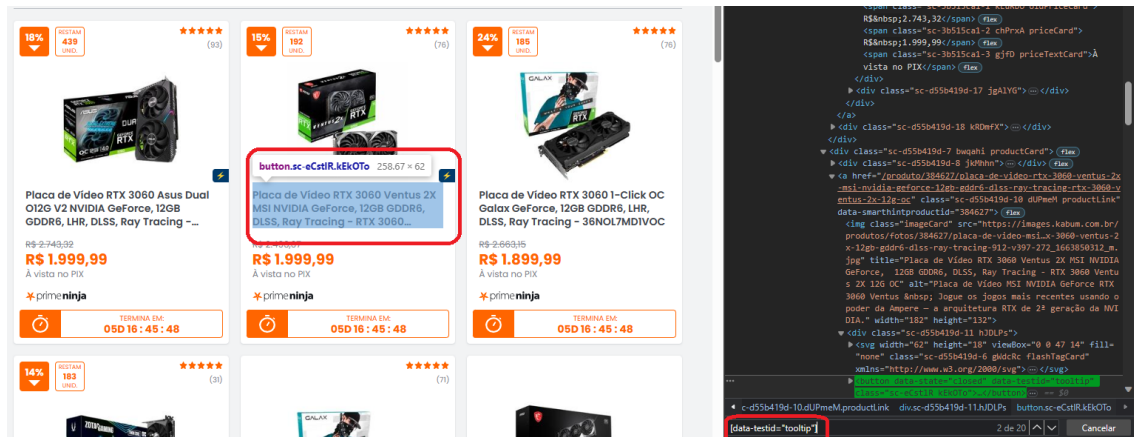 18%
RESTAM
439
UNID.
(93)
15%
RESTAM
192
UNID.
(76)
24%
RESTAM
185
UNID.
(76)
GALAX
button.sc-eCstlR.kEkOTo 258.67 × 62
Placa de Vídeo RTX 3060 Asus Dual
O12G V2 NVIDIA GeForce, 12GB
GDDR6, LHR, DLSS, Ray Tracing -...
Placa de Vídeo RTX 3060 Ventus 2X
MSI NVIDIA GeForce, 12GB GDDR6,
DLSS, Ray Tracing - RTX 3060...
Placa de Vídeo RTX 3060 1-Click OC
Galax GeForce, 12GB GDDR6, LHR,
DLSS, Ray Tracing - 36NOL7MD1VOC
R$ 2.743,32
R$ 1.999,99
À vista no PIX
R$ 1.999,99
À vista no PIX
R$ 2.663,15
R$ 1.899,99
À vista no PIX
primeninja
primeninja
primeninja
TERMINA EM:
05D 16 : 45 : 48
TERMINA EM:
05D 16 : 45 : 48
TERMINA EM:
05D 16 : 45 : 48
14%
RESTAM
183
UNID.
(31)
(71)
GALAX
R$&nbsp;2.743,32</span> flex
<span class="sc-3b515ca1-2 chPrxA priceCard">
R$&nbsp;1.999,99</span> flex
<span class="sc-3b515ca1-3 gjfD priceTextCard">À
vista no PIX</span> flex
</div>
<div class="sc-d55b419d-17 jgAlYG">⋯</div>
</div>
</a>
<div class="sc-d55b419d-18 kRDmfX">⋯</div>
</div>
<div class="sc-d55b419d-7 bwqahi productCard"> flex
<div class="sc-d55b419d-8 jkMhhn">⋯</div> flex
<a href="/produto/384627/placa-de-video-rtx-3060-ventus-2x
-msi-nvidia-geforce-12gb-gddr6-dlss-ray-tracing-rtx-3060-v
entus-2x-12g-oc" class="sc-d55b419d-10 dUPmeM productLink"
data-smarthintproductid="384627"> flex
<img class="imageCard" src="https://images.kabum.com.br/
produtos/fotos/384627/placa-de-video-msi…x-3060-ventus-2
x-12gb-gddr6-dlss-ray-tracing-912-v397-272_1663850312_m.
jpg" title="Placa de Vídeo RTX 3060 Ventus 2X MSI NVIDIA
GeForce, 12GB GDDR6, DLSS, Ray Tracing - RTX 3060 Ventu
s 2X 12G OC" alt="Placa de Vídeo MSI NVIDIA GeForce RTX
3060 Ventus &nbsp; Jogue os jogos mais recentes usando o
poder da Ampere — a arquitetura RTX de 2ª geração da NVI
DIA." width="182" height="132">
<div class="sc-d55b419d-11 hJDLPs">
<svg width="62" height="18" viewBox="0 0 47 14" fill=
"none" class="sc-d55b419d-6 gWdcRc flashTagCard"
xmlns="http://www.w3.org/2000/svg">⋯</svg>
<button data-state="closed" data-testid="tooltip"
class="sc-eCstlR kEkOTo">…</button> ⋯ == $0
c-d55b419d-10.dUPmeM.productLink div.sc-d55b419d-11.hJDLPs button.sc-eCstlR.kEkOTo
[data-testid="tooltip"]
2 de 20
Cancelar